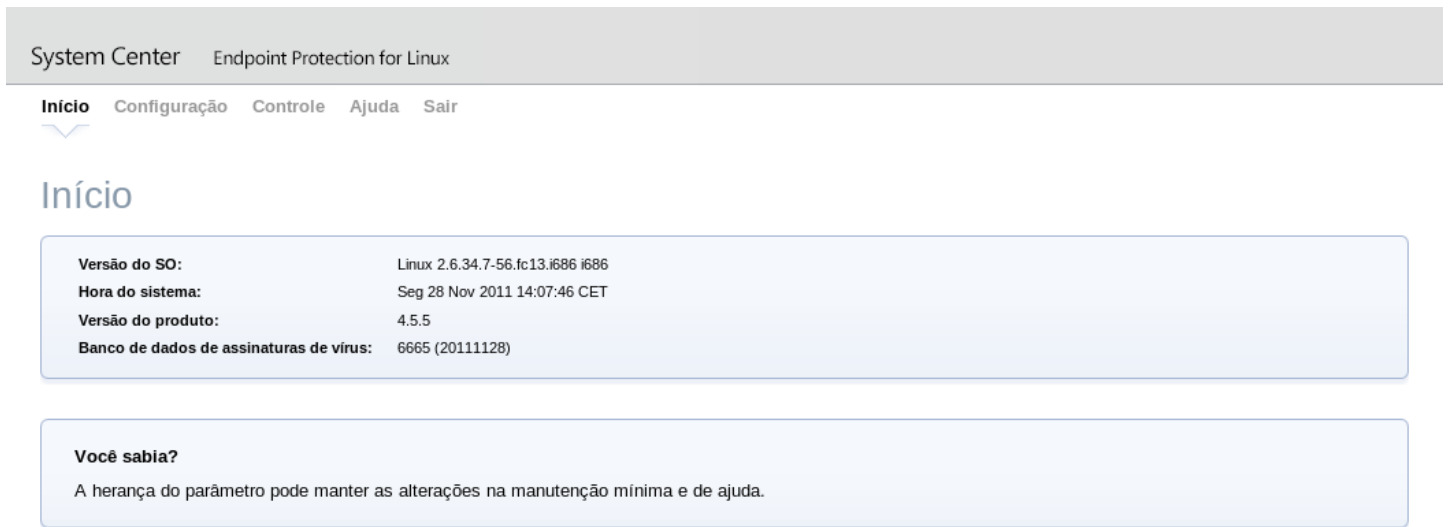 System Center Endpoint Protection for Linux
Início Configuração Controle Ajuda Sair
Início
Versão do SO: Linux 2.6.34.7-56.fc13.i686 i686
Hora do sistema: Seg 28 Nov 2011 14:07:46 CET
Versão do produto: 4.5.5
Banco de dados de assinaturas de vírus: 6665 (20111128)
Você sabia?
A herança do parâmetro pode manter as alterações na manutenção mínima e de ajuda.